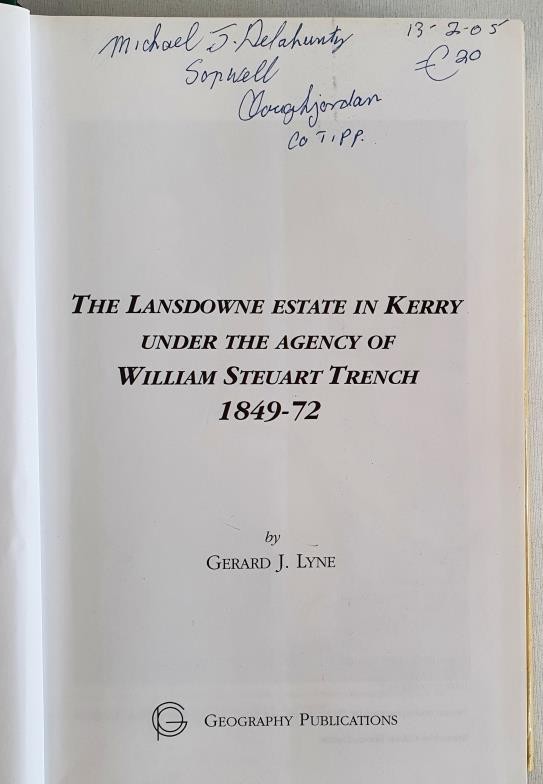 Michael J. Delahunty
13-2-05
€20
Sopwell
Cloughjordan
Co TIPP.
THE LANSDOWNE ESTATE IN KERRY
UNDER THE AGENCY OF
WILLIAM STEUART TRENCH
1849-72
by
GERARD J. LYNE
GEOGRAPHY PUBLICATIONS